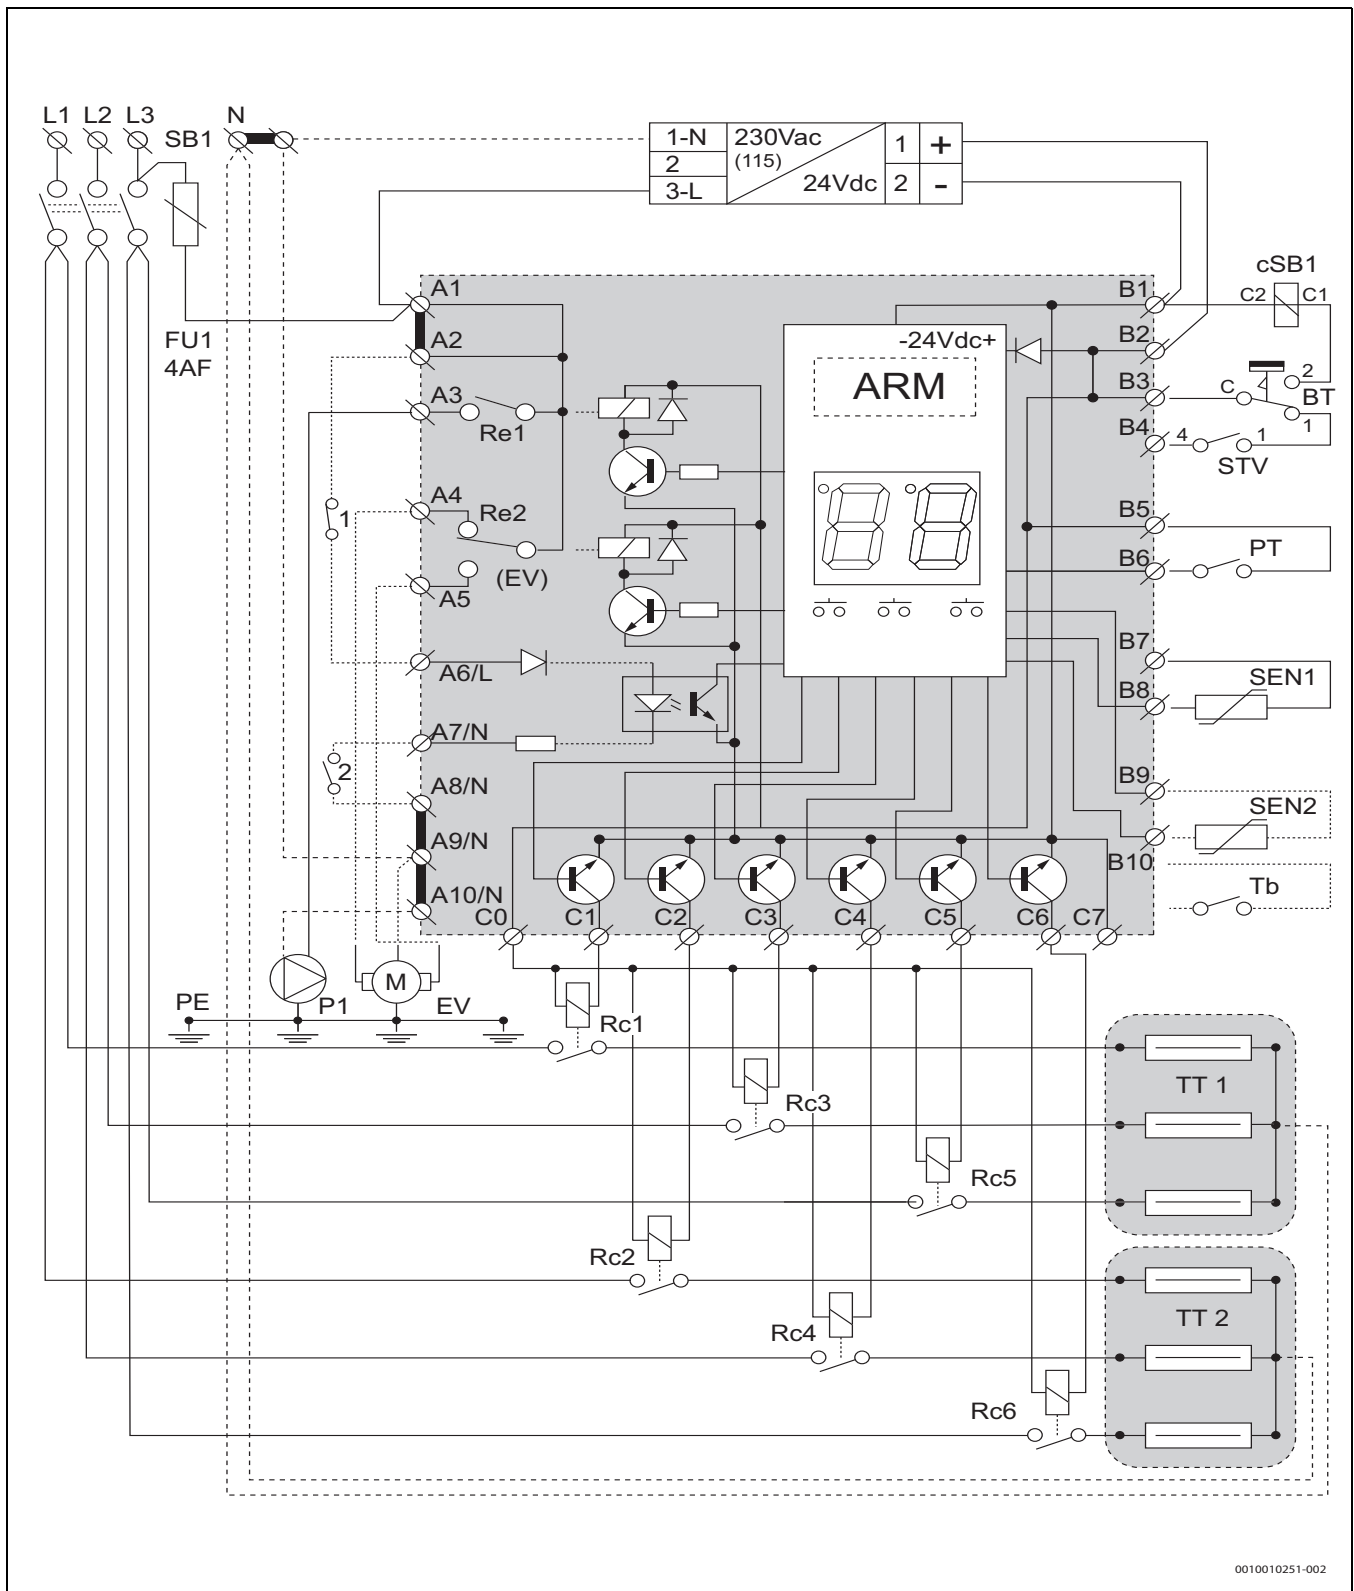 L1 L2 L3 SB1 N
1-N 230Vac 1 +
2 (115)
3-L 24Vdc 2 -
cSB1
C2 C1
FU1
4AF
A1
A2
A3
Re1
A4
Re2
(EV)
A5
A6/L
A7/N
A8/N
A9/N
A10/N
1
2
-24Vdc+
ARM
88
B1
B2
B3
B4
B5
B6
B7
B8
B9
B10
2
C BT
1
4 1
STV
PT
SEN1
SEN2
Tb
C0 C1 C2 C3 C4 C5 C6 C7
M
PE P1 EV
Rc1
Rc3
Rc5
Rc2
Rc4
Rc6
TT 1
TT 2
0010010251-002